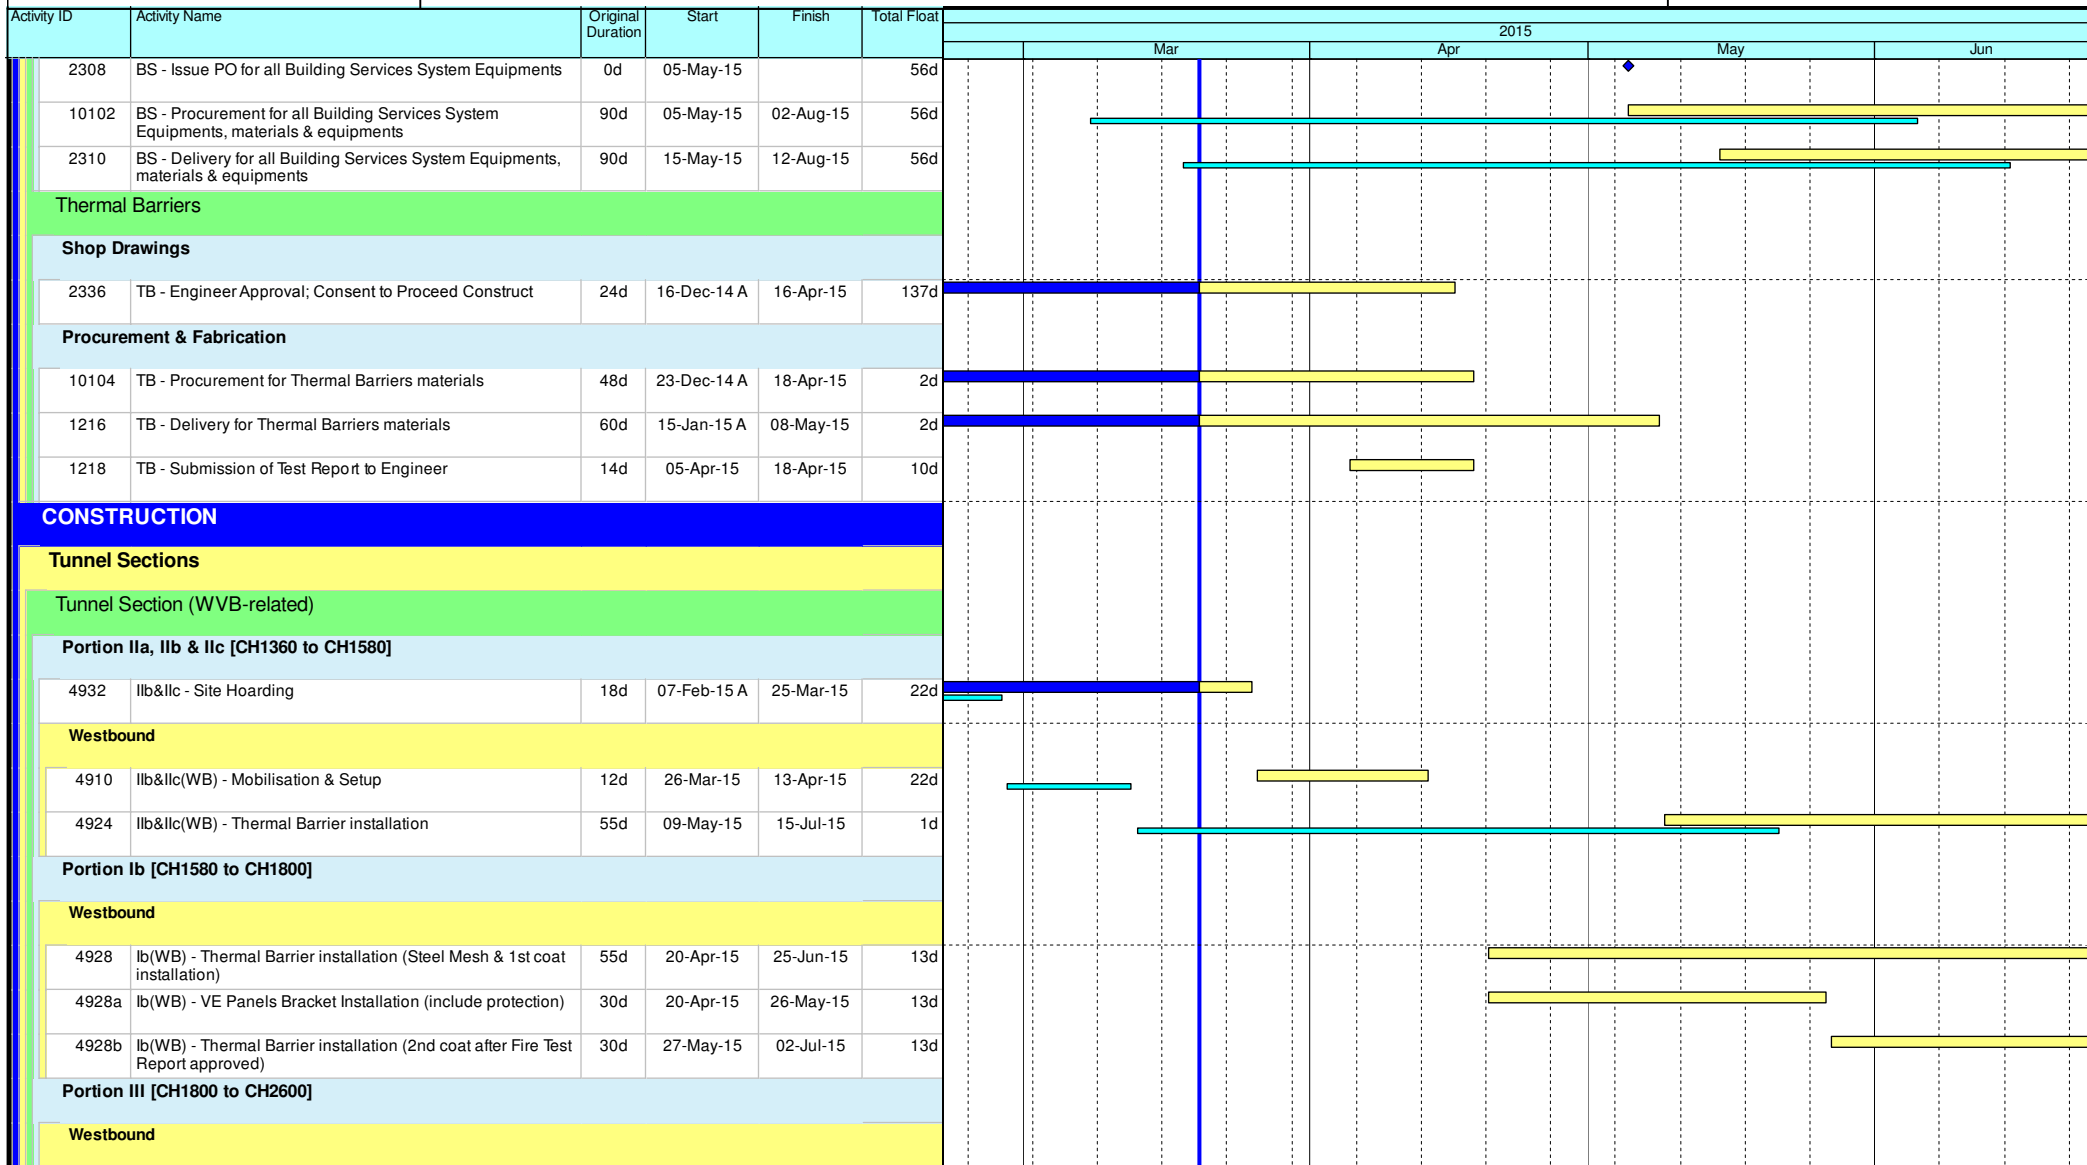 Activity ID Activity Name Original Duration Start Finish Total Float
2015
Mar Apr May Jun
2308 BS - Issue PO for all Building Services System Equipments 0d 05-May-15 56d
10102 BS - Procurement for all Building Services System Equipments, materials & equipments 90d 05-May-15 02-Aug-15 56d
2310 BS - Delivery for all Building Services System Equipments, materials & equipments 90d 15-May-15 12-Aug-15 56d
Thermal Barriers
Shop Drawings
2336 TB - Engineer Approval; Consent to Proceed Construct 24d 16-Dec-14 A 16-Apr-15 137d
Procurement & Fabrication
10104 TB - Procurement for Thermal Barriers materials 48d 23-Dec-14 A 18-Apr-15 2d
1216 TB - Delivery for Thermal Barriers materials 60d 15-Jan-15 A 08-May-15 2d
1218 TB - Submission of Test Report to Engineer 14d 05-Apr-15 18-Apr-15 10d
CONSTRUCTION
Tunnel Sections
Tunnel Section (WVB-related)
Portion IIa, IIb & IIc [CH1360 to CH1580]
4932 IIb&IIc - Site Hoarding 18d 07-Feb-15 A 25-Mar-15 22d
Westbound
4910 IIb&IIc(WB) - Mobilisation & Setup 12d 26-Mar-15 13-Apr-15 22d
4924 IIb&IIc(WB) - Thermal Barrier installation 55d 09-May-15 15-Jul-15 1d
Portion Ib [CH1580 to CH1800]
Westbound
4928 Ib(WB) - Thermal Barrier installation (Steel Mesh & 1st coat installation) 55d 20-Apr-15 25-Jun-15 13d
4928a Ib(WB) - VE Panels Bracket Installation (include protection) 30d 20-Apr-15 26-May-15 13d
4928b Ib(WB) - Thermal Barrier installation (2nd coat after Fire Test Report approved) 30d 27-May-15 02-Jul-15 13d
Portion III [CH1800 to CH2600]
Westbound